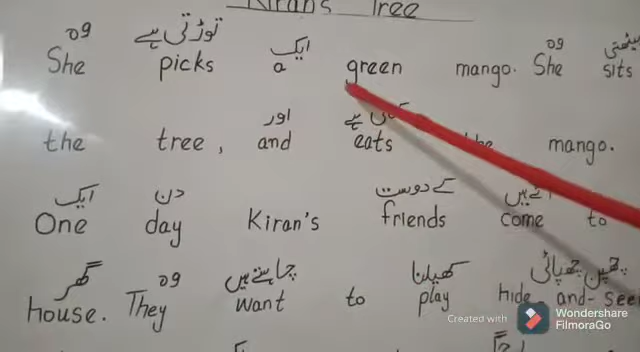 Kiran's Tree
وہ توڑتی ہے ایک وہ بیٹھتی
She picks a green mango. She sits
اور ہے
the tree, and eats the mango.
ایک دن کے دوست آتے ہیں
One day Kiran's friends come to
گھر وہ چاہتے ہیں کھیلنا چھپن چھپائی
house. They want to play hide and-seek
Created with Wondershare FilmoraGo